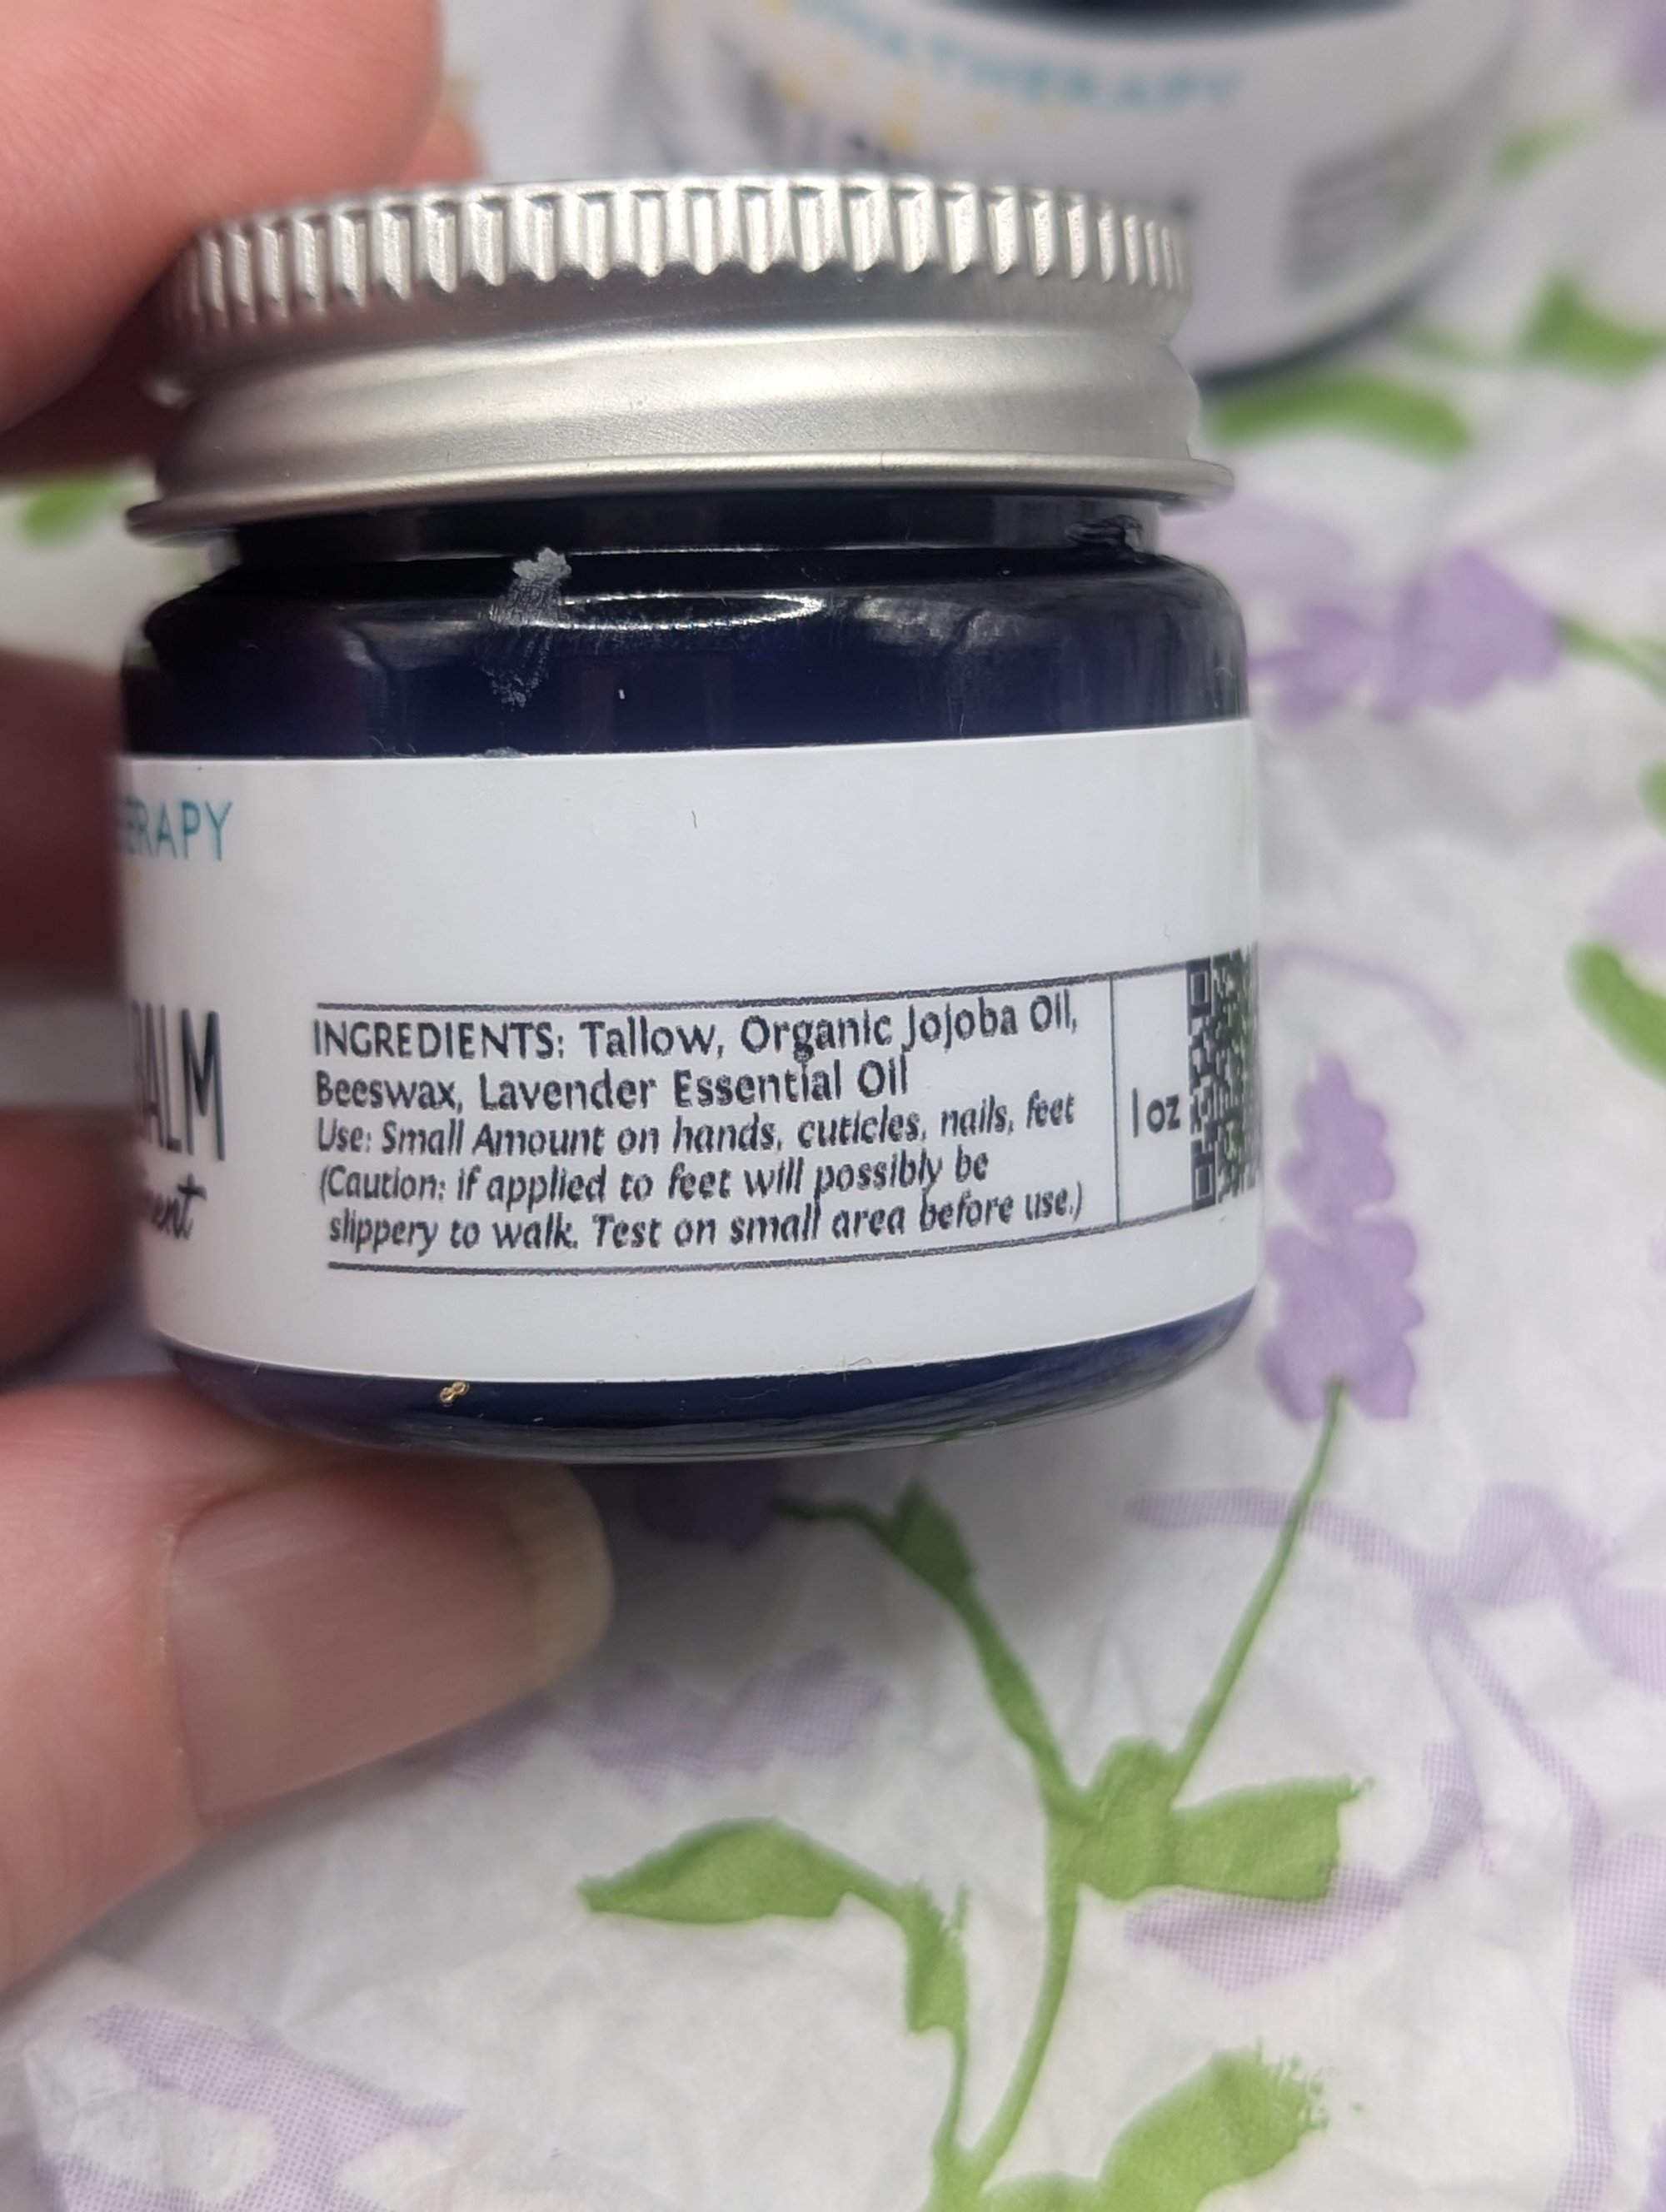 INGREDIENTS: Tallow, Organic Jojoba Oil,
Beeswax, Lavender Essential Oil
Use: Small Amount on hands, cuticles, nails, feet
(Caution: if applied to feet will possibly be
slippery to walk. Test on small area before use.)
1 oz